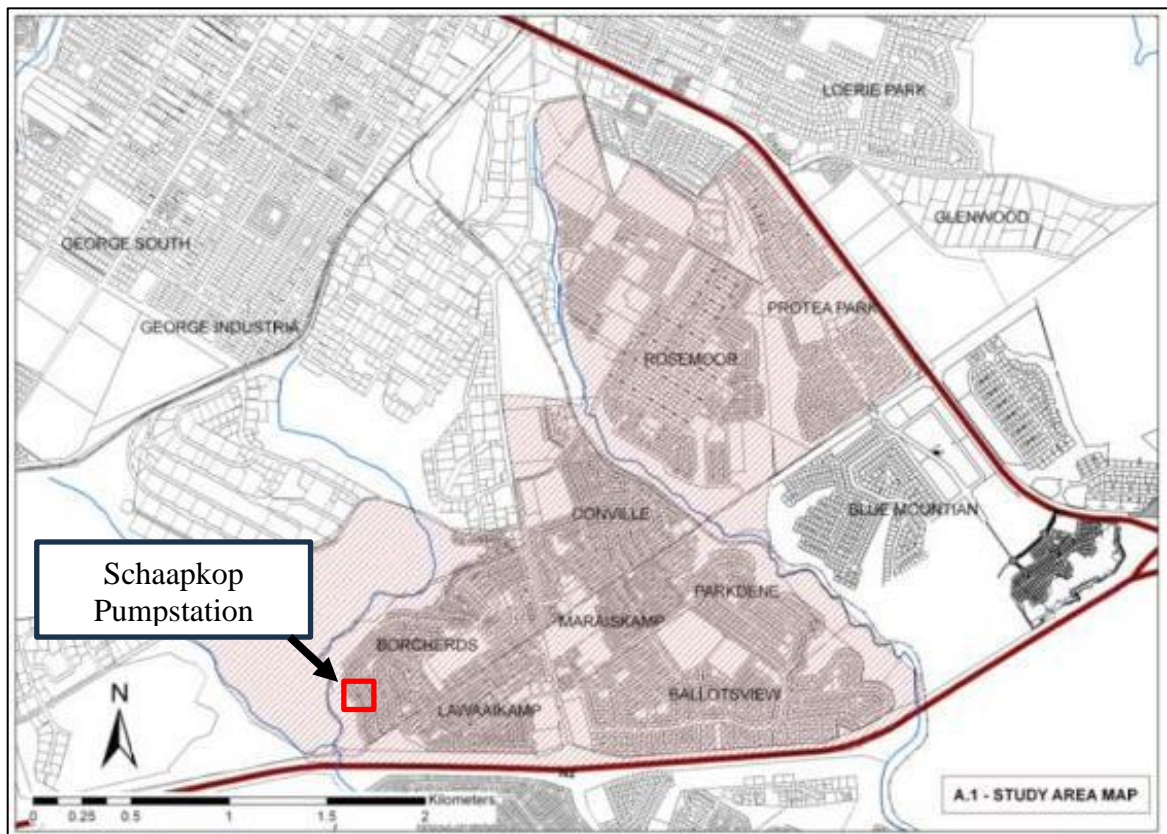 LOERIE PARK
GLENWOOD
GEORGE SOUTH
PROTEA PARK
GEORGE INDUSTRIA
ROSEMOOR
BLUE MOUNTIAN
CONVILLE
Schaapkop
Pumpstation
PARKDENE
MARAISKAMP
BORCHERDS
BALLOTSVIEW
LAWAAIKAMP
N
N2
Kilometers
0 0.25 0.5 1 1.5 2
A.1 - STUDY AREA MAP